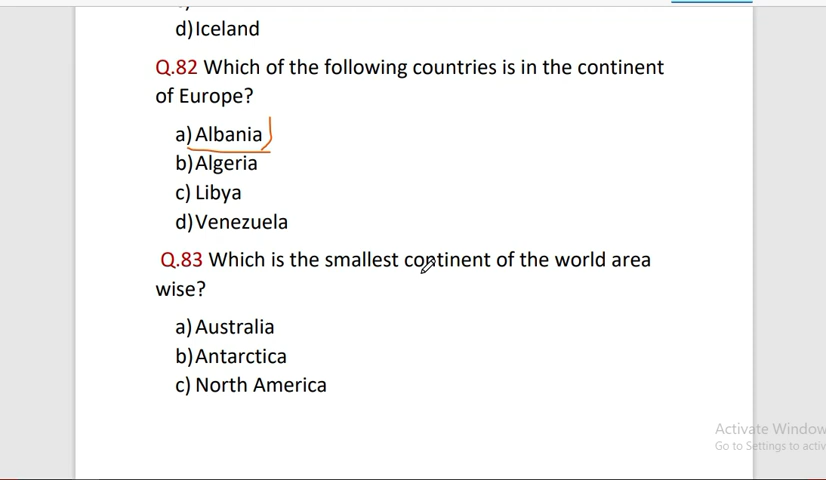 d) Iceland
Q.82 Which of the following countries is in the continent
of Europe?
a) Albania
b) Algeria
c) Libya
d) Venezuela
Q.83 Which is the smallest continent of the world area
wise?
a) Australia
b) Antarctica
c) North America
Activate Window
Go to Settings to activ